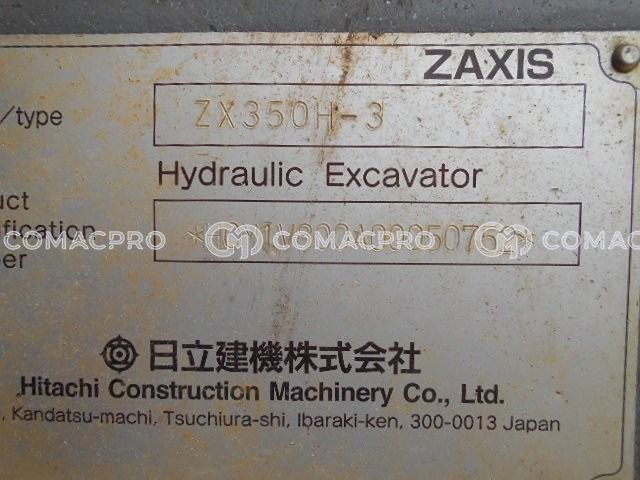 ZAXIS
/type
ZX350H-3
Hydraulic Excavator
uct
ification
er
COMACPRO COMACPRO COMACPRO
日立建機株式会社
Hitachi Construction Machinery Co., Ltd.
Kandatsu-machi, Tsuchiura-shi, Ibaraki-ken, 300-0013 Japan